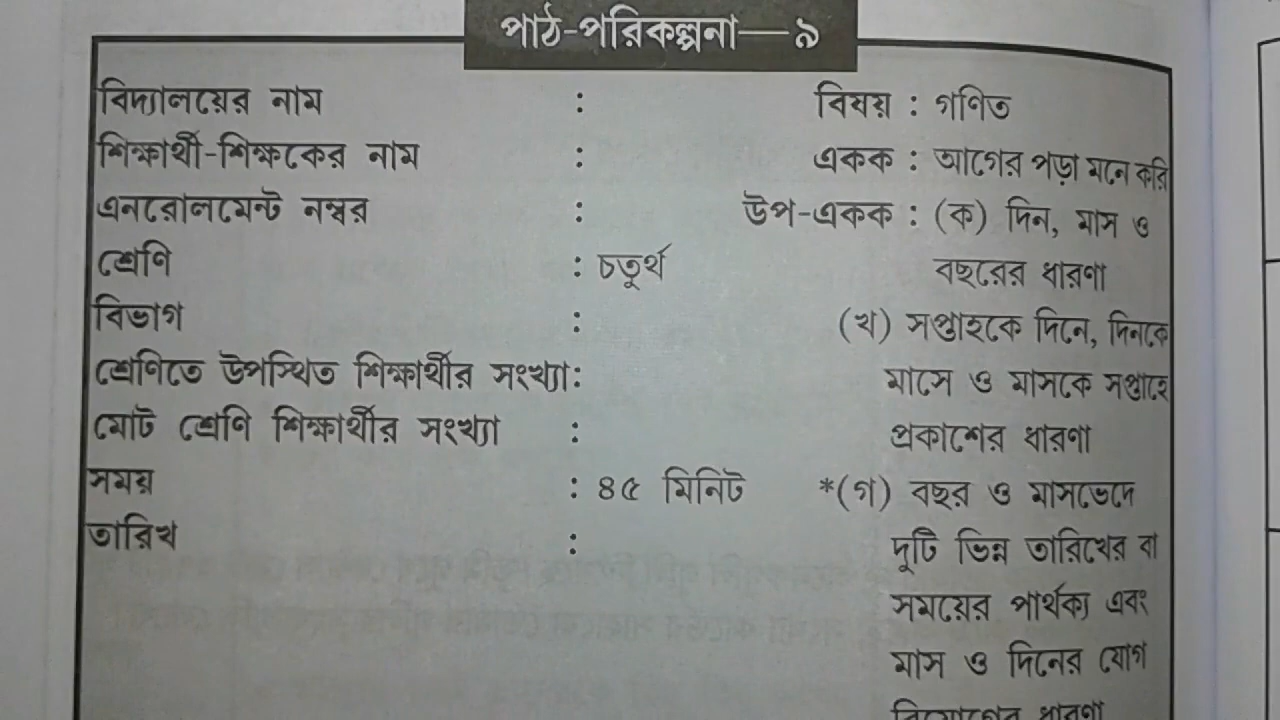 পাঠ-পরিকল্পনা—৯
বিদ্যালয়ের নাম : বিষয় : গণিত
শিক্ষার্থী-শিক্ষকের নাম : একক : আগের পড়া মনে করি
এনরোলমেন্ট নম্বর : উপ-একক : (ক) দিন, মাস ও
শ্রেণি : চতুর্থ বছরের ধারণা
বিভাগ : (খ) সপ্তাহকে দিনে, দিনকে
শ্রেণিতে উপস্থিত শিক্ষার্থীর সংখ্যা: মাসে ও মাসকে সপ্তাহে
মোট শ্রেণি শিক্ষার্থীর সংখ্যা : প্রকাশের ধারণা
সময় : ৪৫ মিনিট *(গ) বছর ও মাসভেদে
তারিখ : দুটি ভিন্ন তারিখের বা
সময়ের পার্থক্য এবং
মাস ও দিনের যোগ
বিয়োগের ধারণা